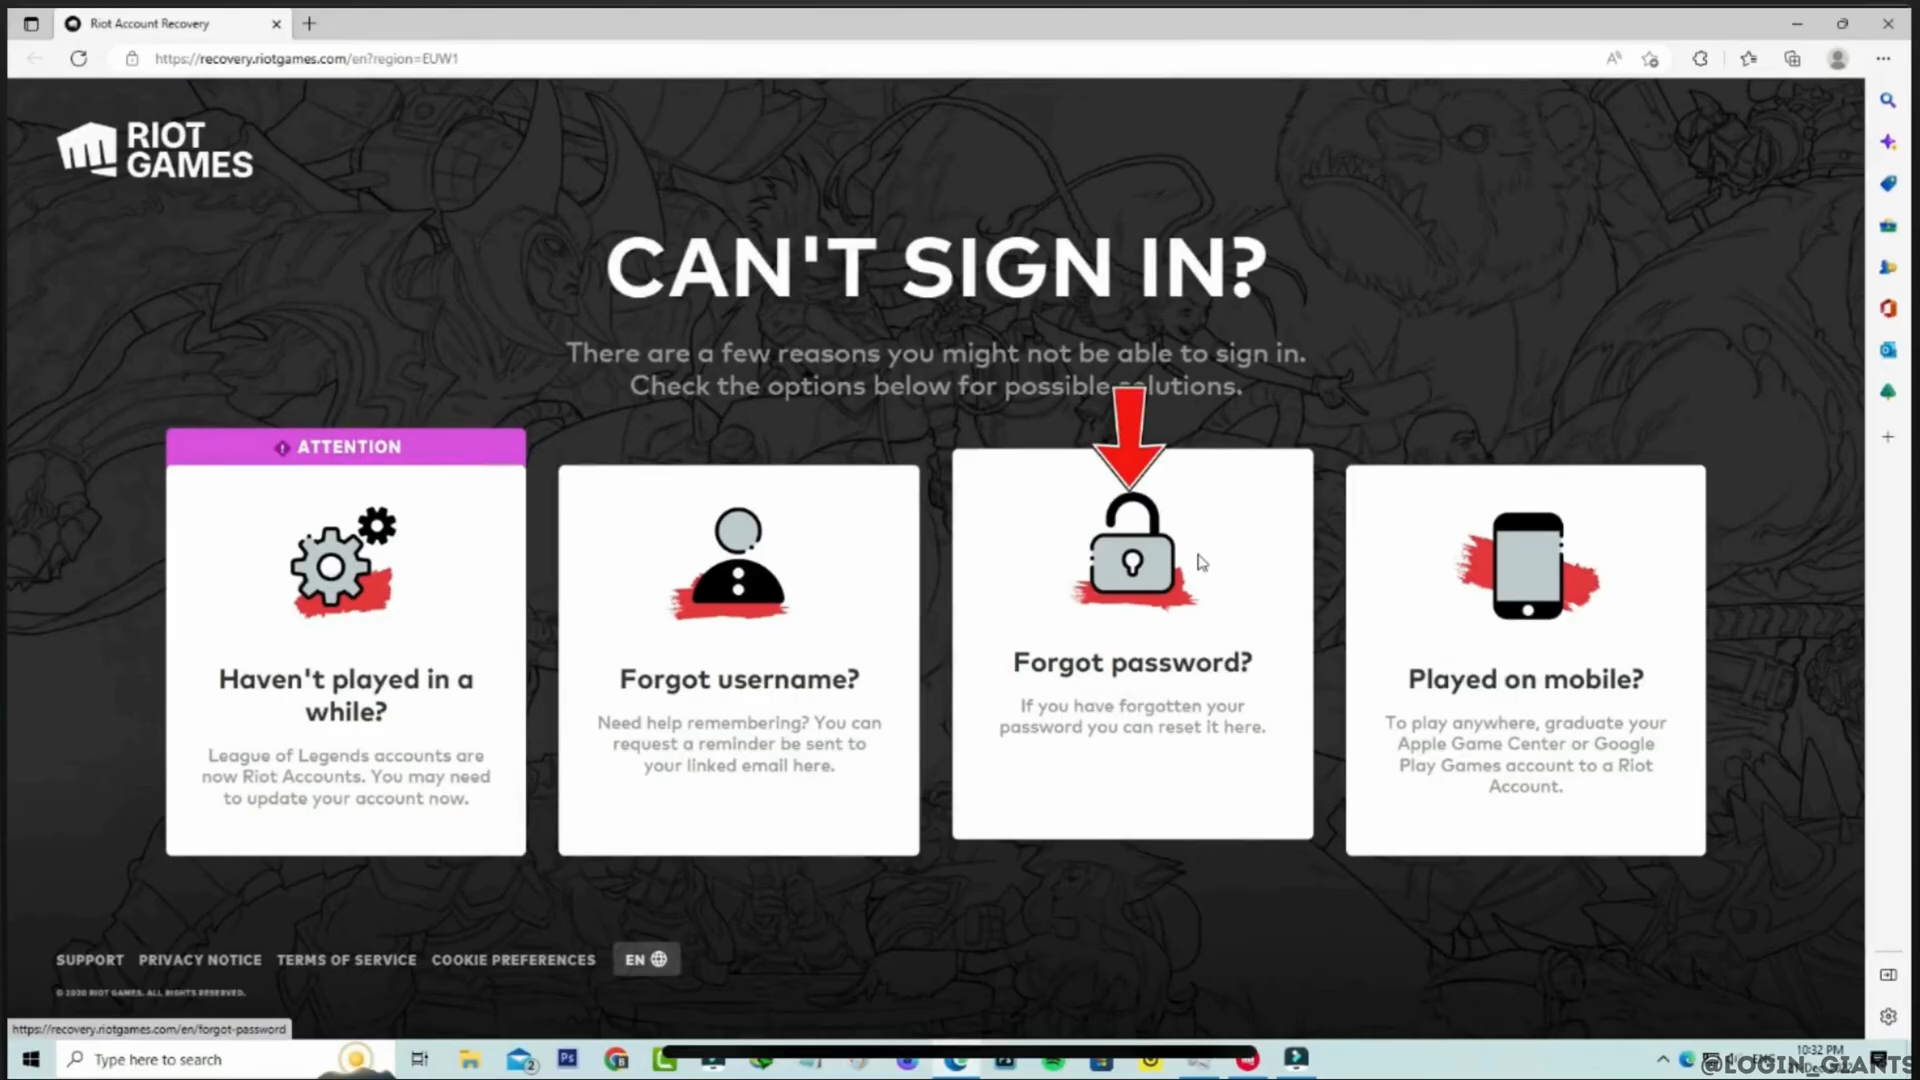 Riot Account Recovery
https://recovery.riotgames.com/en?region=EUW1
RIOT
GAMES
CAN'T SIGN IN?
There are a few reasons you might not be able to sign in.
Check the options below for possible solutions.
ATTENTION
Haven't played in a
while?
League of Legends accounts are
now Riot Accounts. You may need
to update your account now.
Forgot username?
Need help remembering? You can
request a reminder be sent to
your linked email here.
Forgot password?
If you have forgotten your
password you can reset it here.
Played on mobile?
To play anywhere, graduate your
Apple Game Center or Google
Play Games account to a Riot
Account.
SUPPORT PRIVACY NOTICE TERMS OF SERVICE COOKIE PREFERENCES EN
© 2020 RIOT GAMES. ALL RIGHTS RESERVED.
https://recovery.riotgames.com/en/forgot-password
Type here to search
10:32 PM
@LOGIN_GIANTS